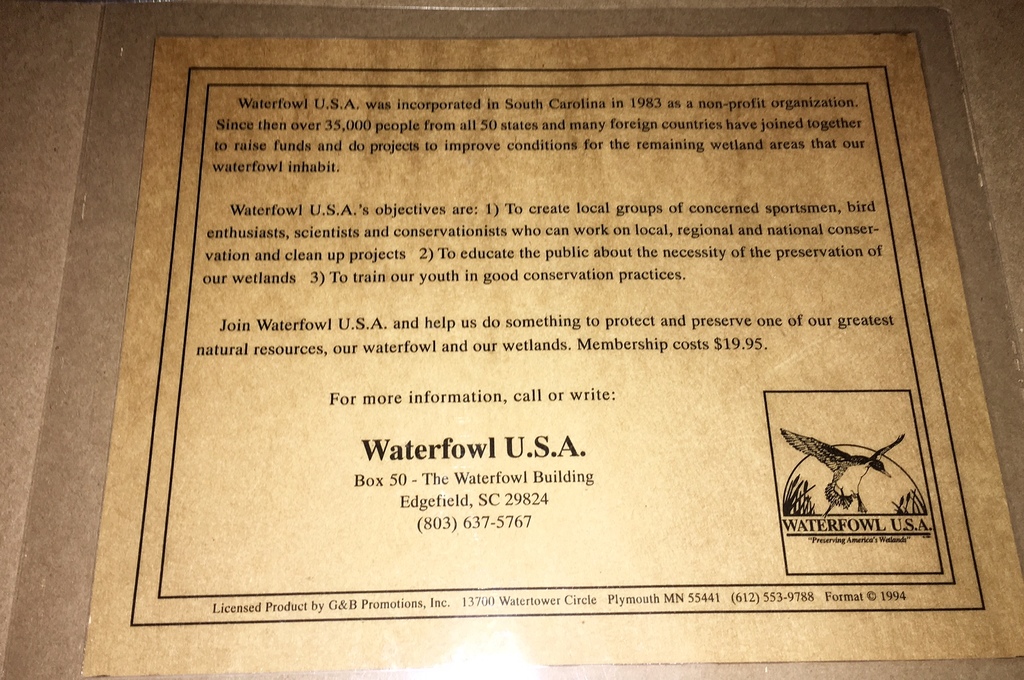 Waterfowl U.S.A. was incorporated in South Carolina in 1983 as a non-profit organization.
Since then over 35,000 people from all 50 states and many foreign countries have joined together
to raise funds and do projects to improve conditions for the remaining wetland areas that our
waterfowl inhabit.
Waterfowl U.S.A.'s objectives are: 1) To create local groups of concerned sportsmen, bird
enthusiasts, scientists and conservationists who can work on local, regional and national conser-
vation and clean up projects 2) To educate the public about the necessity of the preservation of
our wetlands 3) To train our youth in good conservation practices.
Join Waterfowl U.S.A. and help us do something to protect and preserve one of our greatest
natural resources, our waterfowl and our wetlands. Membership costs $19.95.
For more information, call or write:
Waterfowl U.S.A.
Box 50 - The Waterfowl Building
Edgefield, SC 29824
(803) 637-5767
WATERFOWL U.S.A.
"Preserving America's Wetlands"
Licensed Product by G&B Promotions, Inc. 13700 Watertower Circle Plymouth MN 55441 (612) 553-9788 Format © 1994